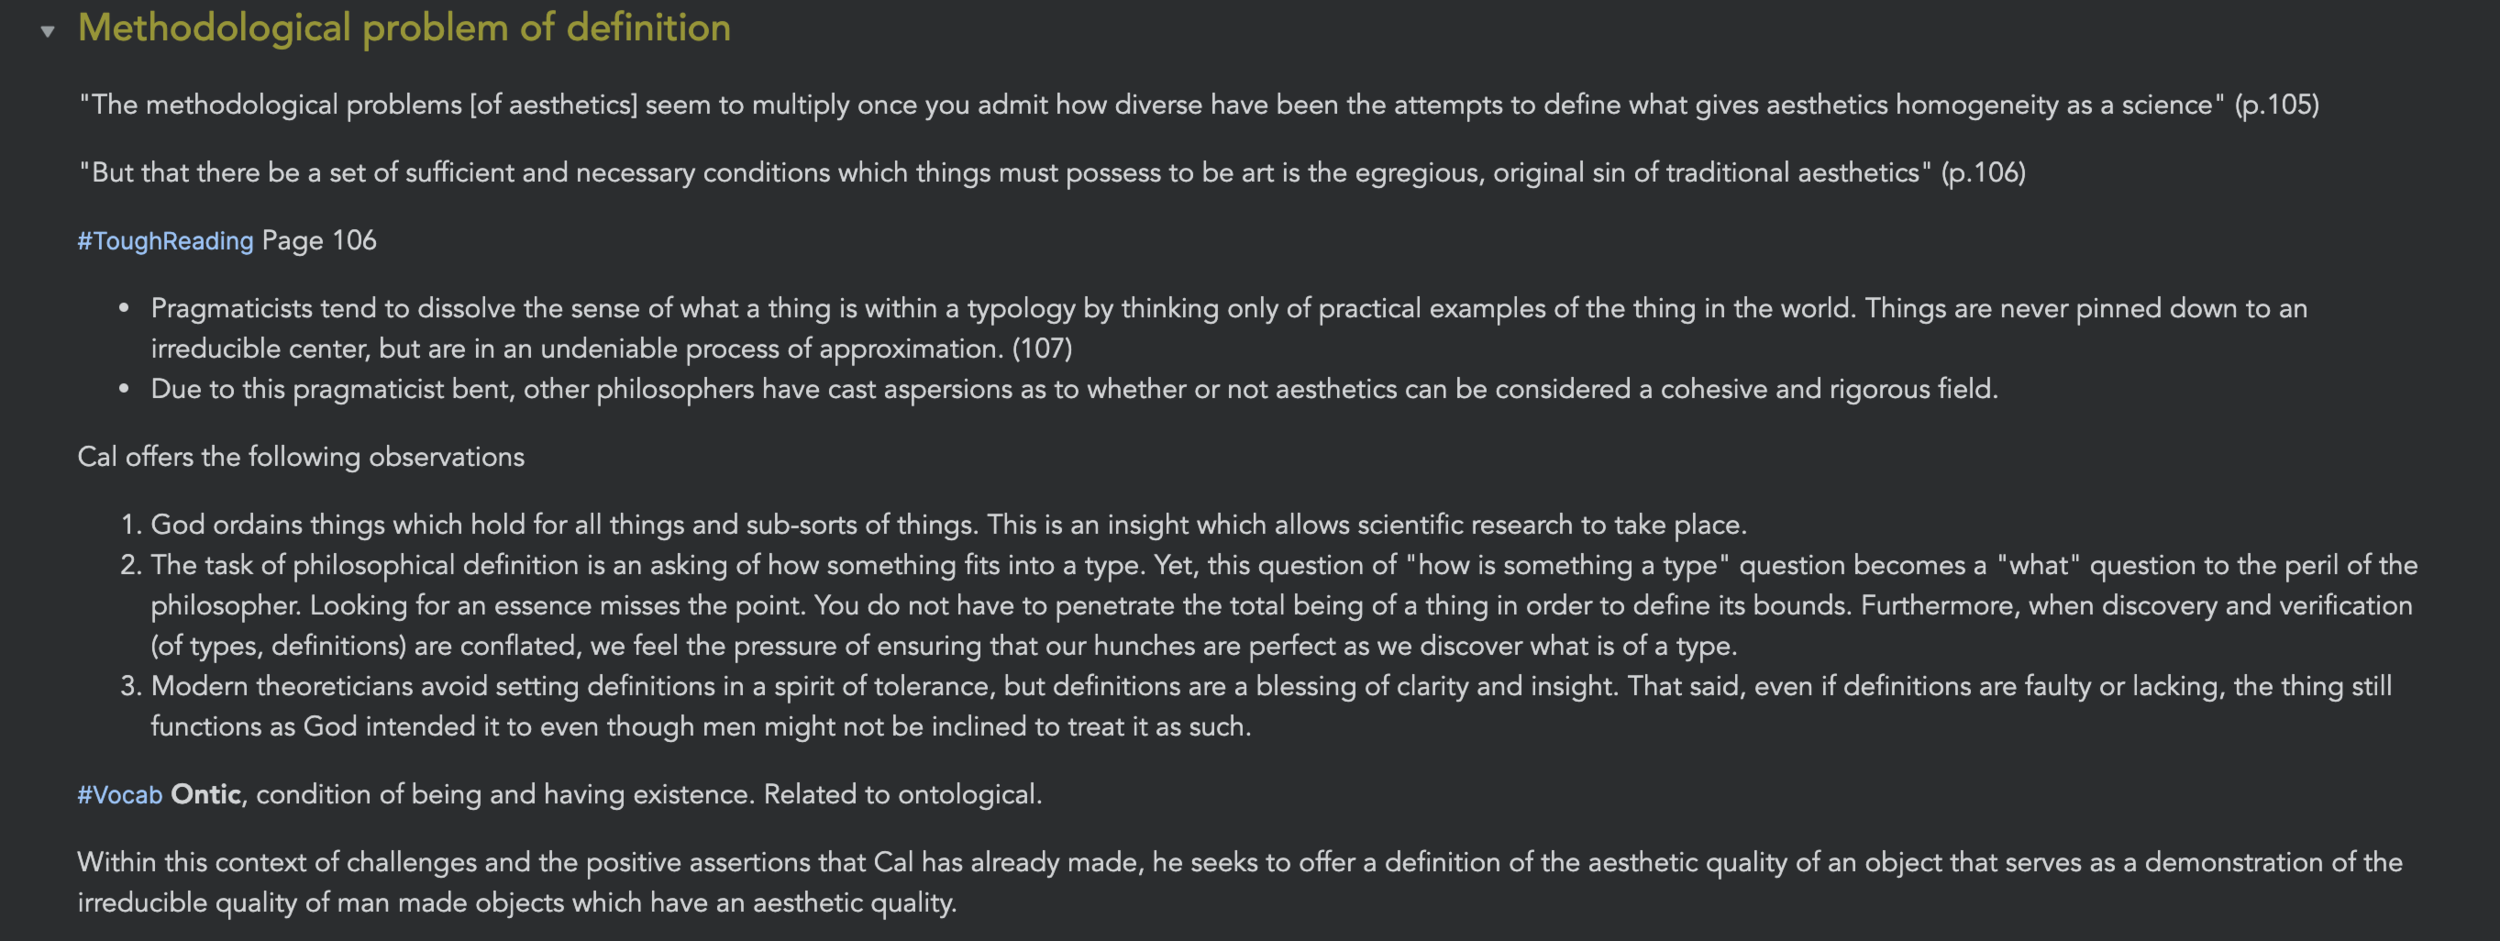 Methodological problem of definition
"The methodological problems [of aesthetics] seem to multiply once you admit how diverse have been the attempts to define what gives aesthetics homogeneity as a science" (p.105)
"But that there be a set of sufficient and necessary conditions which things must possess to be art is the egregious, original sin of traditional aesthetics" (p.106)
#ToughReading Page 106
• Pragmaticists tend to dissolve the sense of what a thing is within a typology by thinking only of practical examples of the thing in the world. Things are never pinned down to an
irreducible center, but are in an undeniable process of approximation. (107)
• Due to this pragmaticist bent, other philosophers have cast aspersions as to whether or not aesthetics can be considered a cohesive and rigorous field.
Cal offers the following observations
1. God ordains things which hold for all things and sub-sorts of things. This is an insight which allows scientific research to take place.
2. The task of philosophical definition is an asking of how something fits into a type. Yet, this question of "how is something a type" question becomes a "what" question to the peril of the
philosopher. Looking for an essence misses the point. You do not have to penetrate the total being of a thing in order to define its bounds. Furthermore, when discovery and verification
(of types, definitions) are conflated, we feel the pressure of ensuring that our hunches are perfect as we discover what is of a type.
3. Modern theoreticians avoid setting definitions in a spirit of tolerance, but definitions are a blessing of clarity and insight. That said, even if definitions are faulty or lacking, the thing still
functions as God intended it to even though men might not be inclined to treat it as such.
#Vocab Ontic, condition of being and having existence. Related to ontological.
Within this context of challenges and the positive assertions that Cal has already made, he seeks to offer a definition of the aesthetic quality of an object that serves as a demonstration of the
irreducible quality of man made objects which have an aesthetic quality.